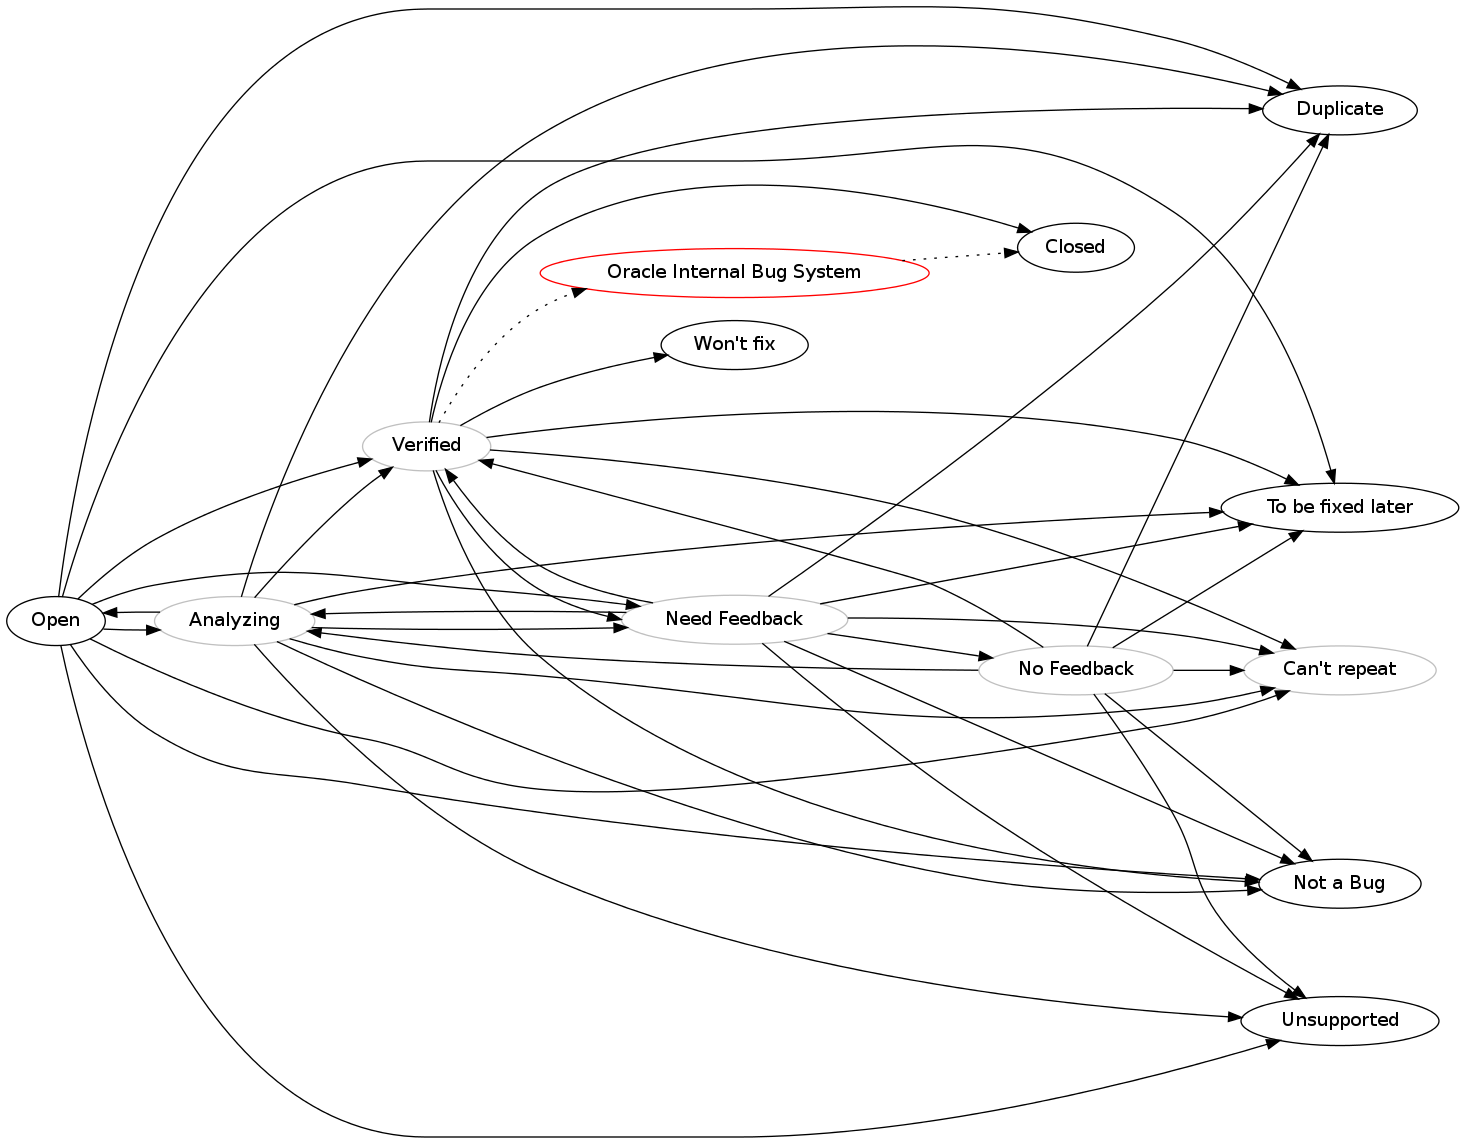 Duplicate
Closed
Oracle Internal Bug System
Won't fix
Verified
To be fixed later
Open
Analyzing
Need Feedback
No Feedback
Can't repeat
Not a Bug
Unsupported